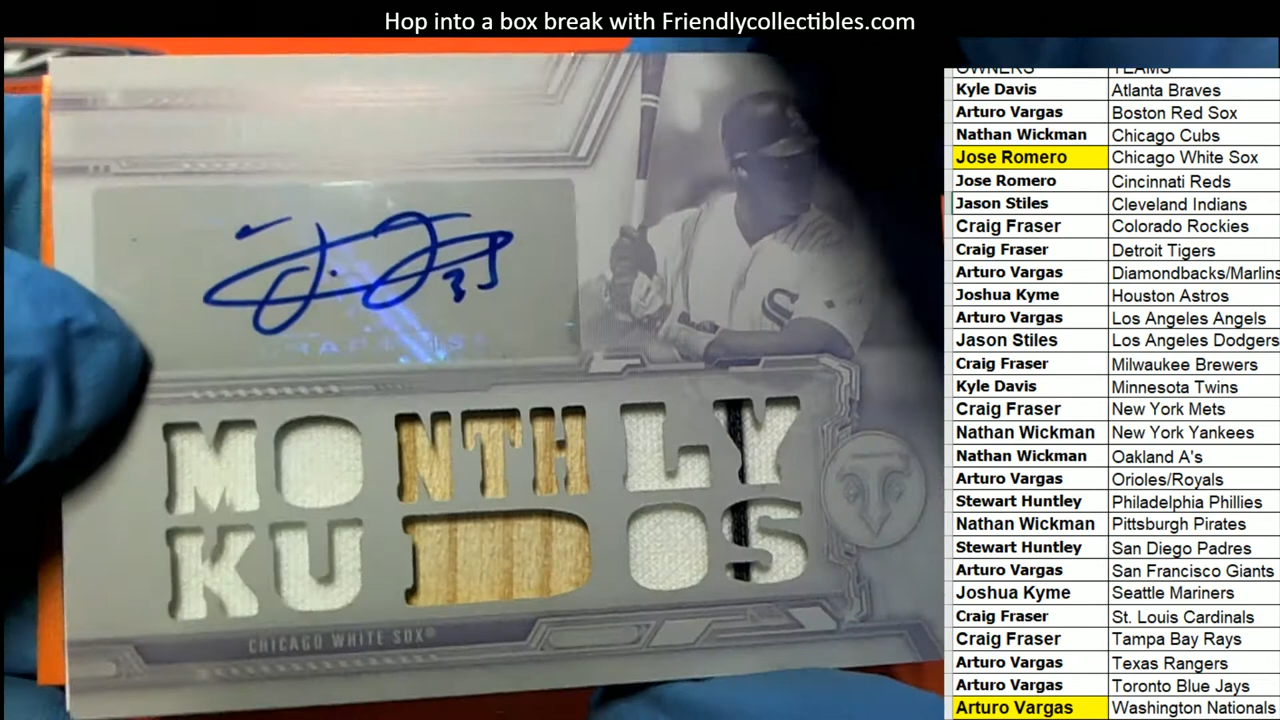 Hop into a box break with Friendlycollectibles.com
OWNERS TEAMS
Kyle Davis Atlanta Braves
Arturo Vargas Boston Red Sox
Nathan Wickman Chicago Cubs
Jose Romero Chicago White Sox
Jose Romero Cincinnati Reds
Jason Stiles Cleveland Indians
Craig Fraser Colorado Rockies
Craig Fraser Detroit Tigers
Arturo Vargas Diamondbacks/Marlins
Joshua Kyme Houston Astros
Arturo Vargas Los Angeles Angels
Jason Stiles Los Angeles Dodgers
Craig Fraser Milwaukee Brewers
Kyle Davis Minnesota Twins
Craig Fraser New York Mets
Nathan Wickman New York Yankees
Nathan Wickman Oakland A's
Arturo Vargas Orioles/Royals
Stewart Huntley Philadelphia Phillies
Nathan Wickman Pittsburgh Pirates
Stewart Huntley San Diego Padres
Arturo Vargas San Francisco Giants
Joshua Kyme Seattle Mariners
Craig Fraser St. Louis Cardinals
Craig Fraser Tampa Bay Rays
Arturo Vargas Texas Rangers
Arturo Vargas Toronto Blue Jays
Arturo Vargas Washington Nationals
35
MONTHLY
KUDOS
CHICAGO WHITE SOX®